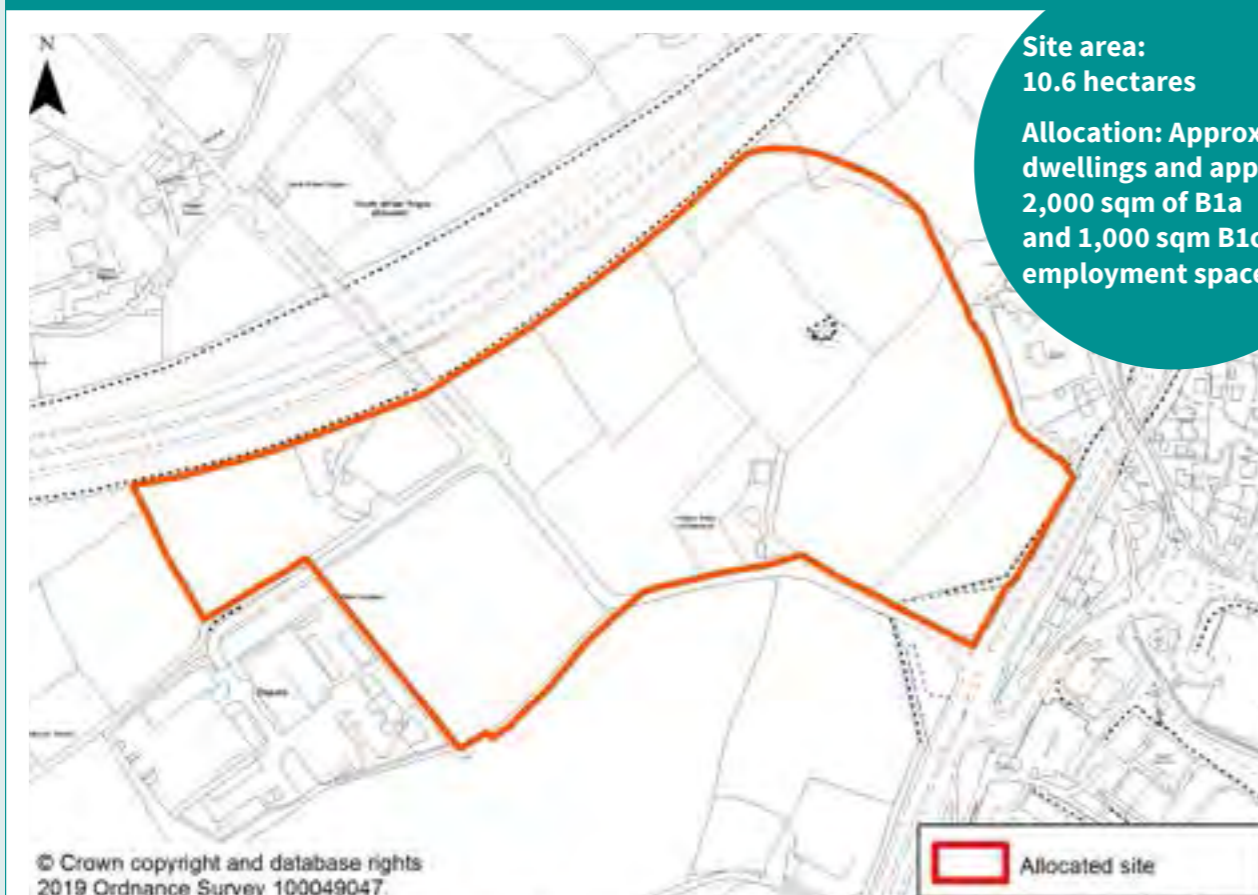 N
Site area:
10.6 hectares
Allocation: Approx
dwellings and app
2,000 sqm of B1a
and 1,000 sqm B1c
employment space
© Crown copyright and database rights
2019 Ordnance Survey 100049047.
Allocated site